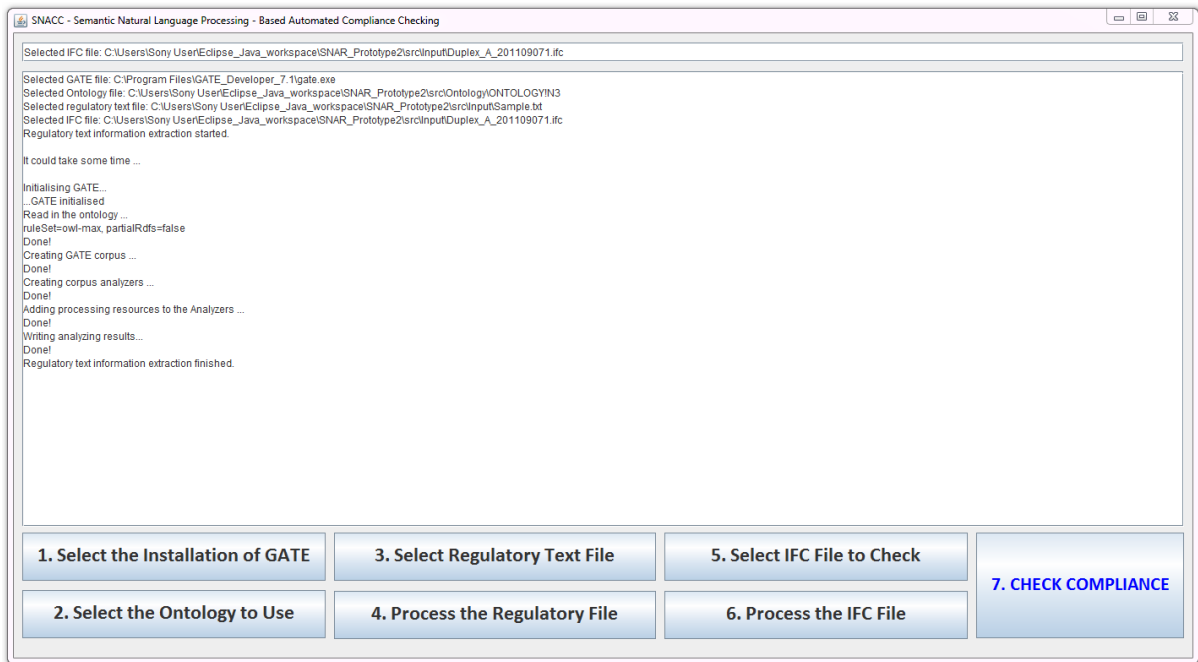 SNACC - Semantic Natural Language Processing - Based Automated Compliance Checking
Selected IFC file: C:\Users\Sony User\Eclipse_Java_workspace\SNAR_Prototype2\src\Input\Duplex_A_201109071.ifc
Selected GATE file: C:\Program Files\GATE_Developer_7.1\gate.exe
Selected Ontology file: C:\Users\Sony User\Eclipse_Java_workspace\SNAR_Prototype2\src\Ontology\ONTOLOGY!N3
Selected regulatory text file: C:\Users\Sony User\Eclipse_Java_workspace\SNAR_Prototype2\src\Input\Sample.txt
Selected IFC file: C:\Users\Sony User\Eclipse_Java_workspace\SNAR_Prototype2\src\Input\Duplex_A_201109071.ifc
Regulatory text information extraction started.
It could take some time ...
Initialising GATE...
...GATE initialised
Read in the ontology ...
ruleSet=owl-max, partialRdfs=false
Done!
Creating GATE corpus ...
Done!
Creating corpus analyzers ...
Done!
Adding processing resources to the Analyzers ...
Done!
Writing analyzing results...
Done!
Regulatory text information extraction finished.
1. Select the Installation of GATE
3. Select Regulatory Text File
5. Select IFC File to Check
7. CHECK COMPLIANCE
2. Select the Ontology to Use
4. Process the Regulatory File
6. Process the IFC File